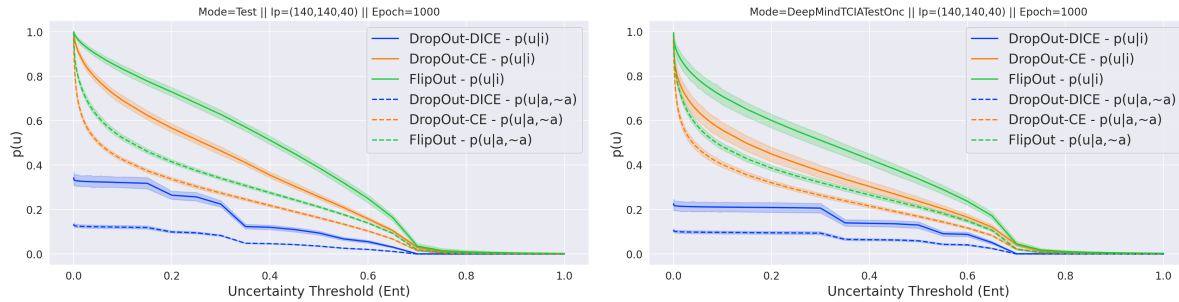 Mode=Test || Ip=(140,140,40) || Epoch=1000
1.0
0.8
0.6
0.4
0.2
0.0
p(u)
DropOut-DICE - p(u|i)
DropOut-CE - p(u|i)
FlipOut - p(u|i)
DropOut-DICE - p(u|a,~a)
DropOut-CE - p(u|a,~a)
FlipOut - p(u|a,~a)
0.0 0.2 0.4 0.6 0.8 1.0
Uncertainty Threshold (Ent)
Mode=DeepMindTCIATestOnc || Ip=(140,140,40) || Epoch=1000
1.0
0.8
0.6
0.4
0.2
0.0
p(u)
DropOut-DICE - p(u|i)
DropOut-CE - p(u|i)
FlipOut - p(u|i)
DropOut-DICE - p(u|a,~a)
DropOut-CE - p(u|a,~a)
FlipOut - p(u|a,~a)
0.0 0.2 0.4 0.6 0.8 1.0
Uncertainty Threshold (Ent)